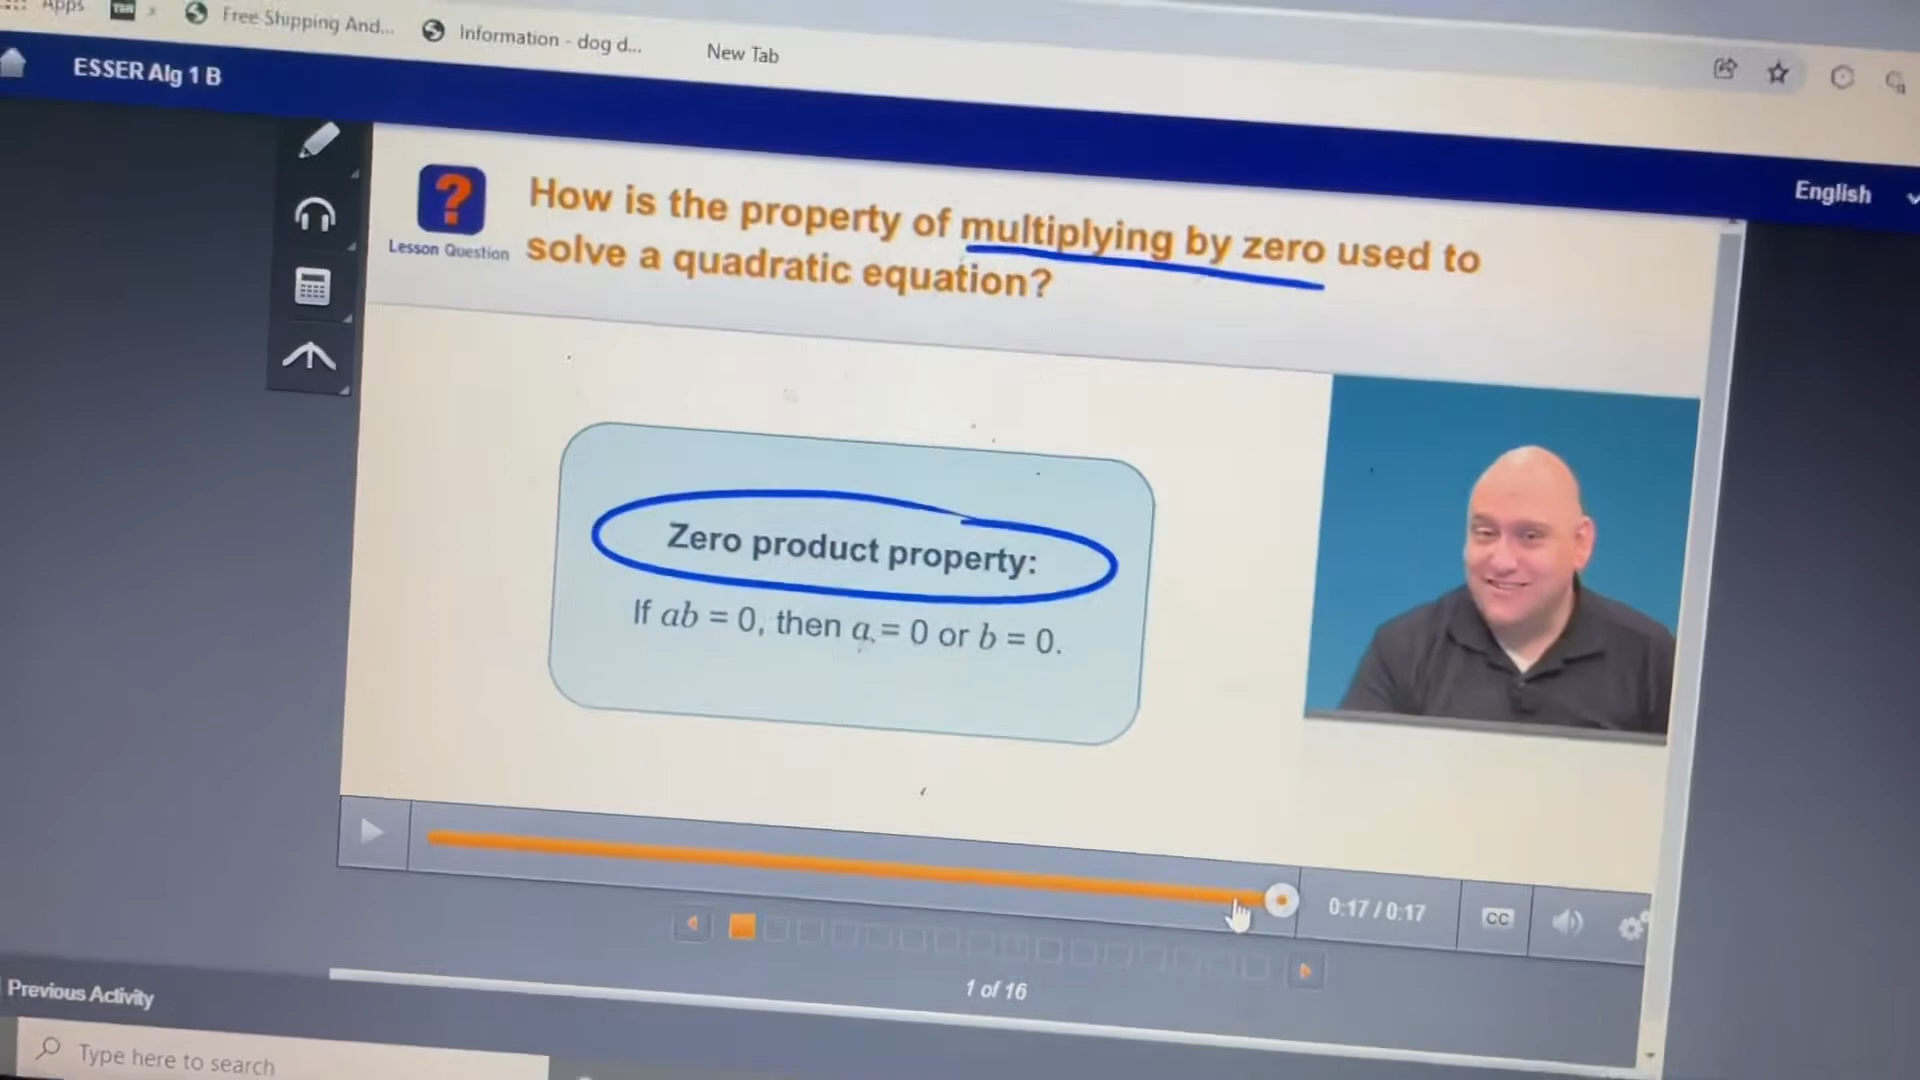 Apps
Free Shipping And...
Information - dog d...
New Tab
ESSER Alg 1 B
English
?
Lesson Question
How is the property of multiplying by zero used to
solve a quadratic equation?
Zero product property:
If ab = 0, then a = 0 or b = 0.
0:17 / 0:17
CC
1 of 16
Previous Activity
Type here to search